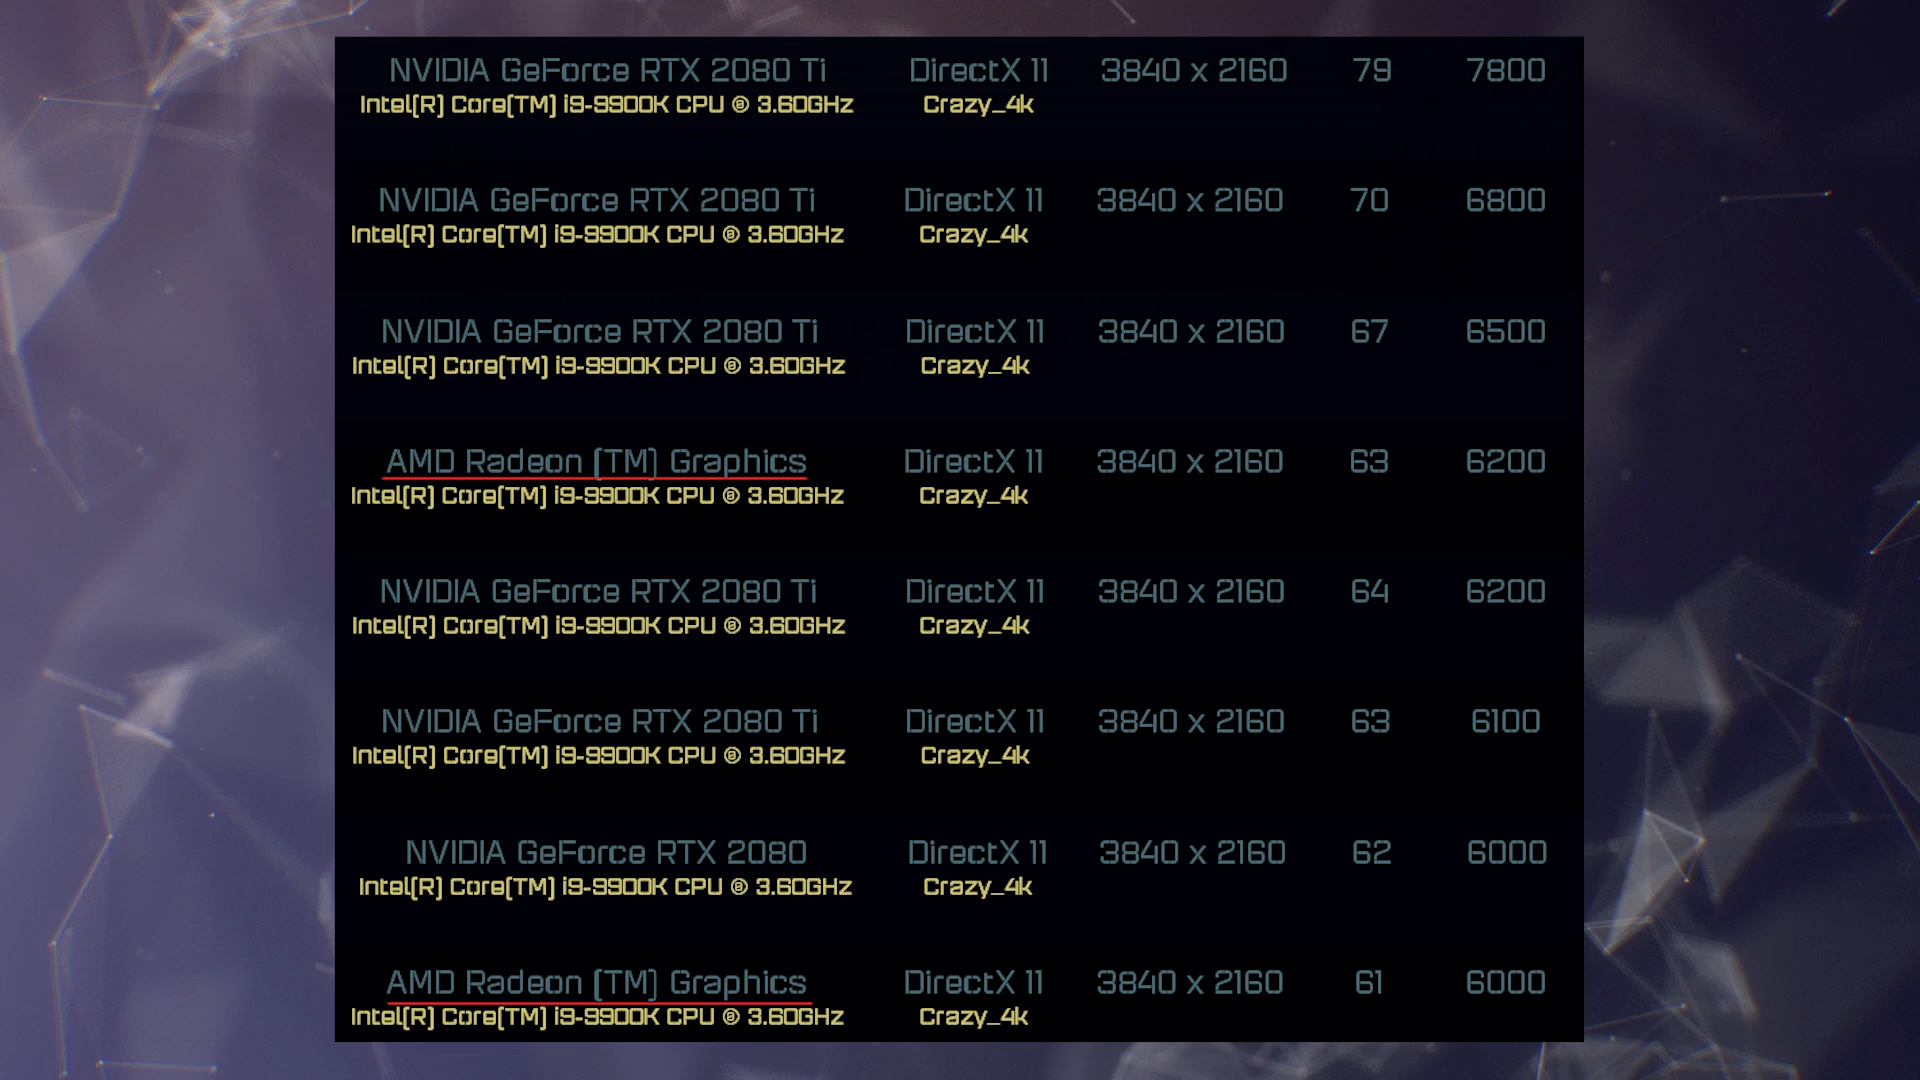 NVIDIA GeForce RTX 2080 Ti DirectX 11 3840 x 2160 79 7800
Intel(R) Core(TM) i9-9900K CPU @ 3.60GHz Crazy_4k
NVIDIA GeForce RTX 2080 Ti DirectX 11 3840 x 2160 70 6800
Intel(R) Core(TM) i9-9900K CPU @ 3.60GHz Crazy_4k
NVIDIA GeForce RTX 2080 Ti DirectX 11 3840 x 2160 67 6500
Intel(R) Core(TM) i9-9900K CPU @ 3.60GHz Crazy_4k
AMD Radeon (TM) Graphics DirectX 11 3840 x 2160 63 6200
Intel(R) Core(TM) i9-9900K CPU @ 3.60GHz Crazy_4k
NVIDIA GeForce RTX 2080 Ti DirectX 11 3840 x 2160 64 6200
Intel(R) Core(TM) i9-9900K CPU @ 3.60GHz Crazy_4k
NVIDIA GeForce RTX 2080 Ti DirectX 11 3840 x 2160 63 6100
Intel(R) Core(TM) i9-9900K CPU @ 3.60GHz Crazy_4k
NVIDIA GeForce RTX 2080 DirectX 11 3840 x 2160 62 6000
Intel(R) Core(TM) i9-9900K CPU @ 3.60GHz Crazy_4k
AMD Radeon (TM) Graphics DirectX 11 3840 x 2160 61 6000
Intel(R) Core(TM) i9-9900K CPU @ 3.60GHz Crazy_4k